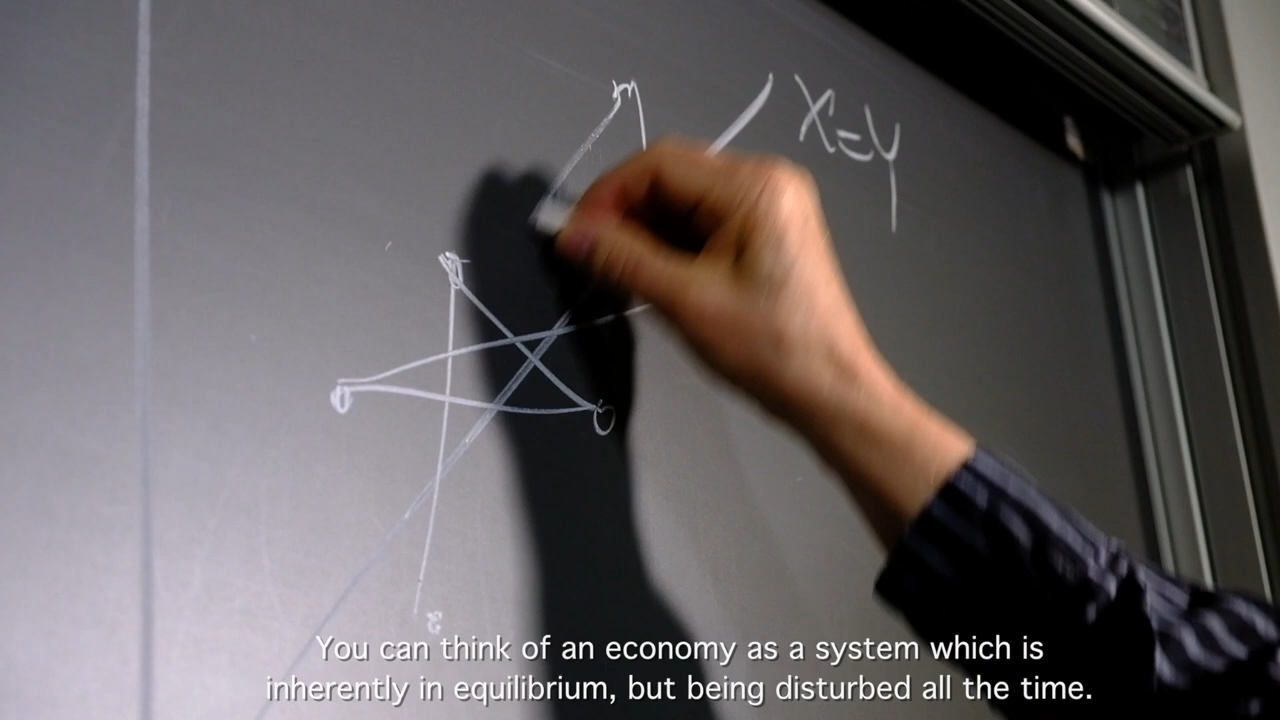 X=Y
You can think of an economy as a system which is
inherently in equilibrium, but being disturbed all the time.